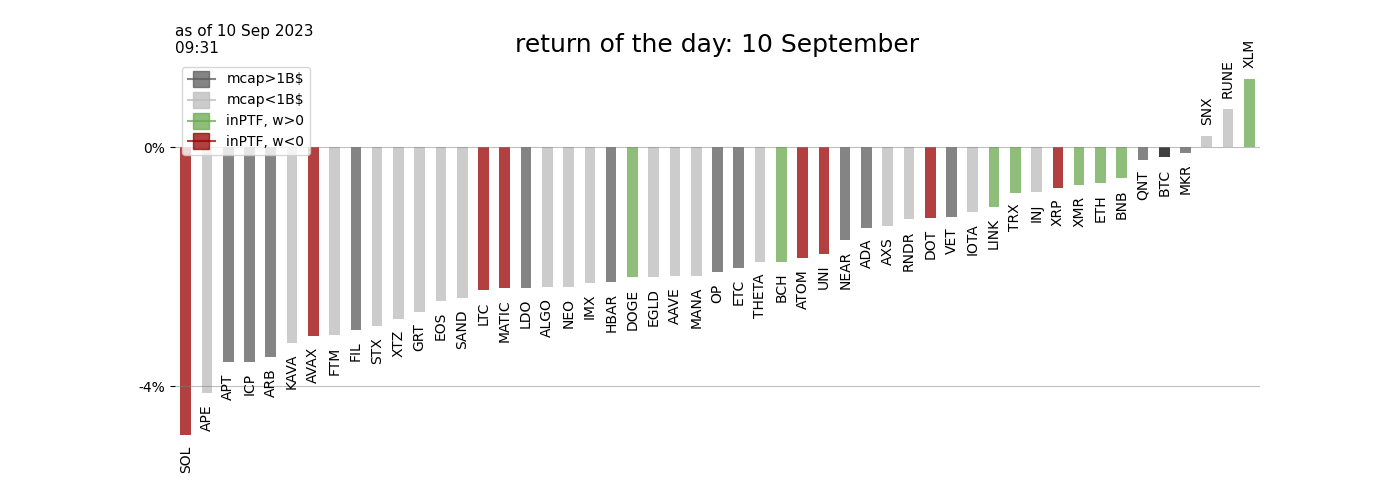 as of 10 Sep 2023
09:31
return of the day: 10 September
mcap>1B$
mcap<1B$
inPTF, w>0
inPTF, w<0
0%
-4%
SOL
APE
APT
ICP
ARB
KAVA
AVAX
FTM
FIL
STX
XTZ
GRT
EOS
SAND
LTC
MATIC
LDO
ALGO
NEO
IMX
HBAR
DOGE
EGLD
AAVE
MANA
OP
ETC
THETA
BCH
ATOM
UNI
NEAR
ADA
AXS
RNDR
DOT
VET
IOTA
LINK
TRX
INJ
XRP
XMR
ETH
BNB
QNT
BTC
MKR
SNX
RUNE
XLM